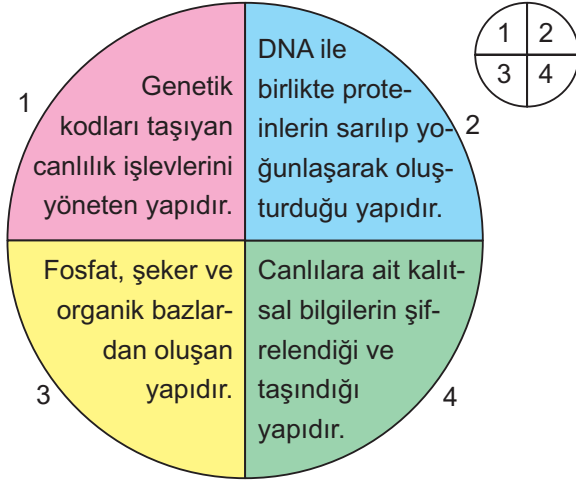 1
Genetik
kodları taşıyan
canlılık işlevlerini
yöneten yapıdır.
DNA ile
birlikte prote-
inlerin sarılıp yo-
ğunlaşarak oluş-
turduğu yapıdır.
2
Fosfat, şeker ve
organik bazlar-
dan oluşan
yapıdır.
3
Canlılara ait kalıt-
sal bilgilerin şif-
relendiği ve
taşındığı
yapıdır.
4
1 2
3 4